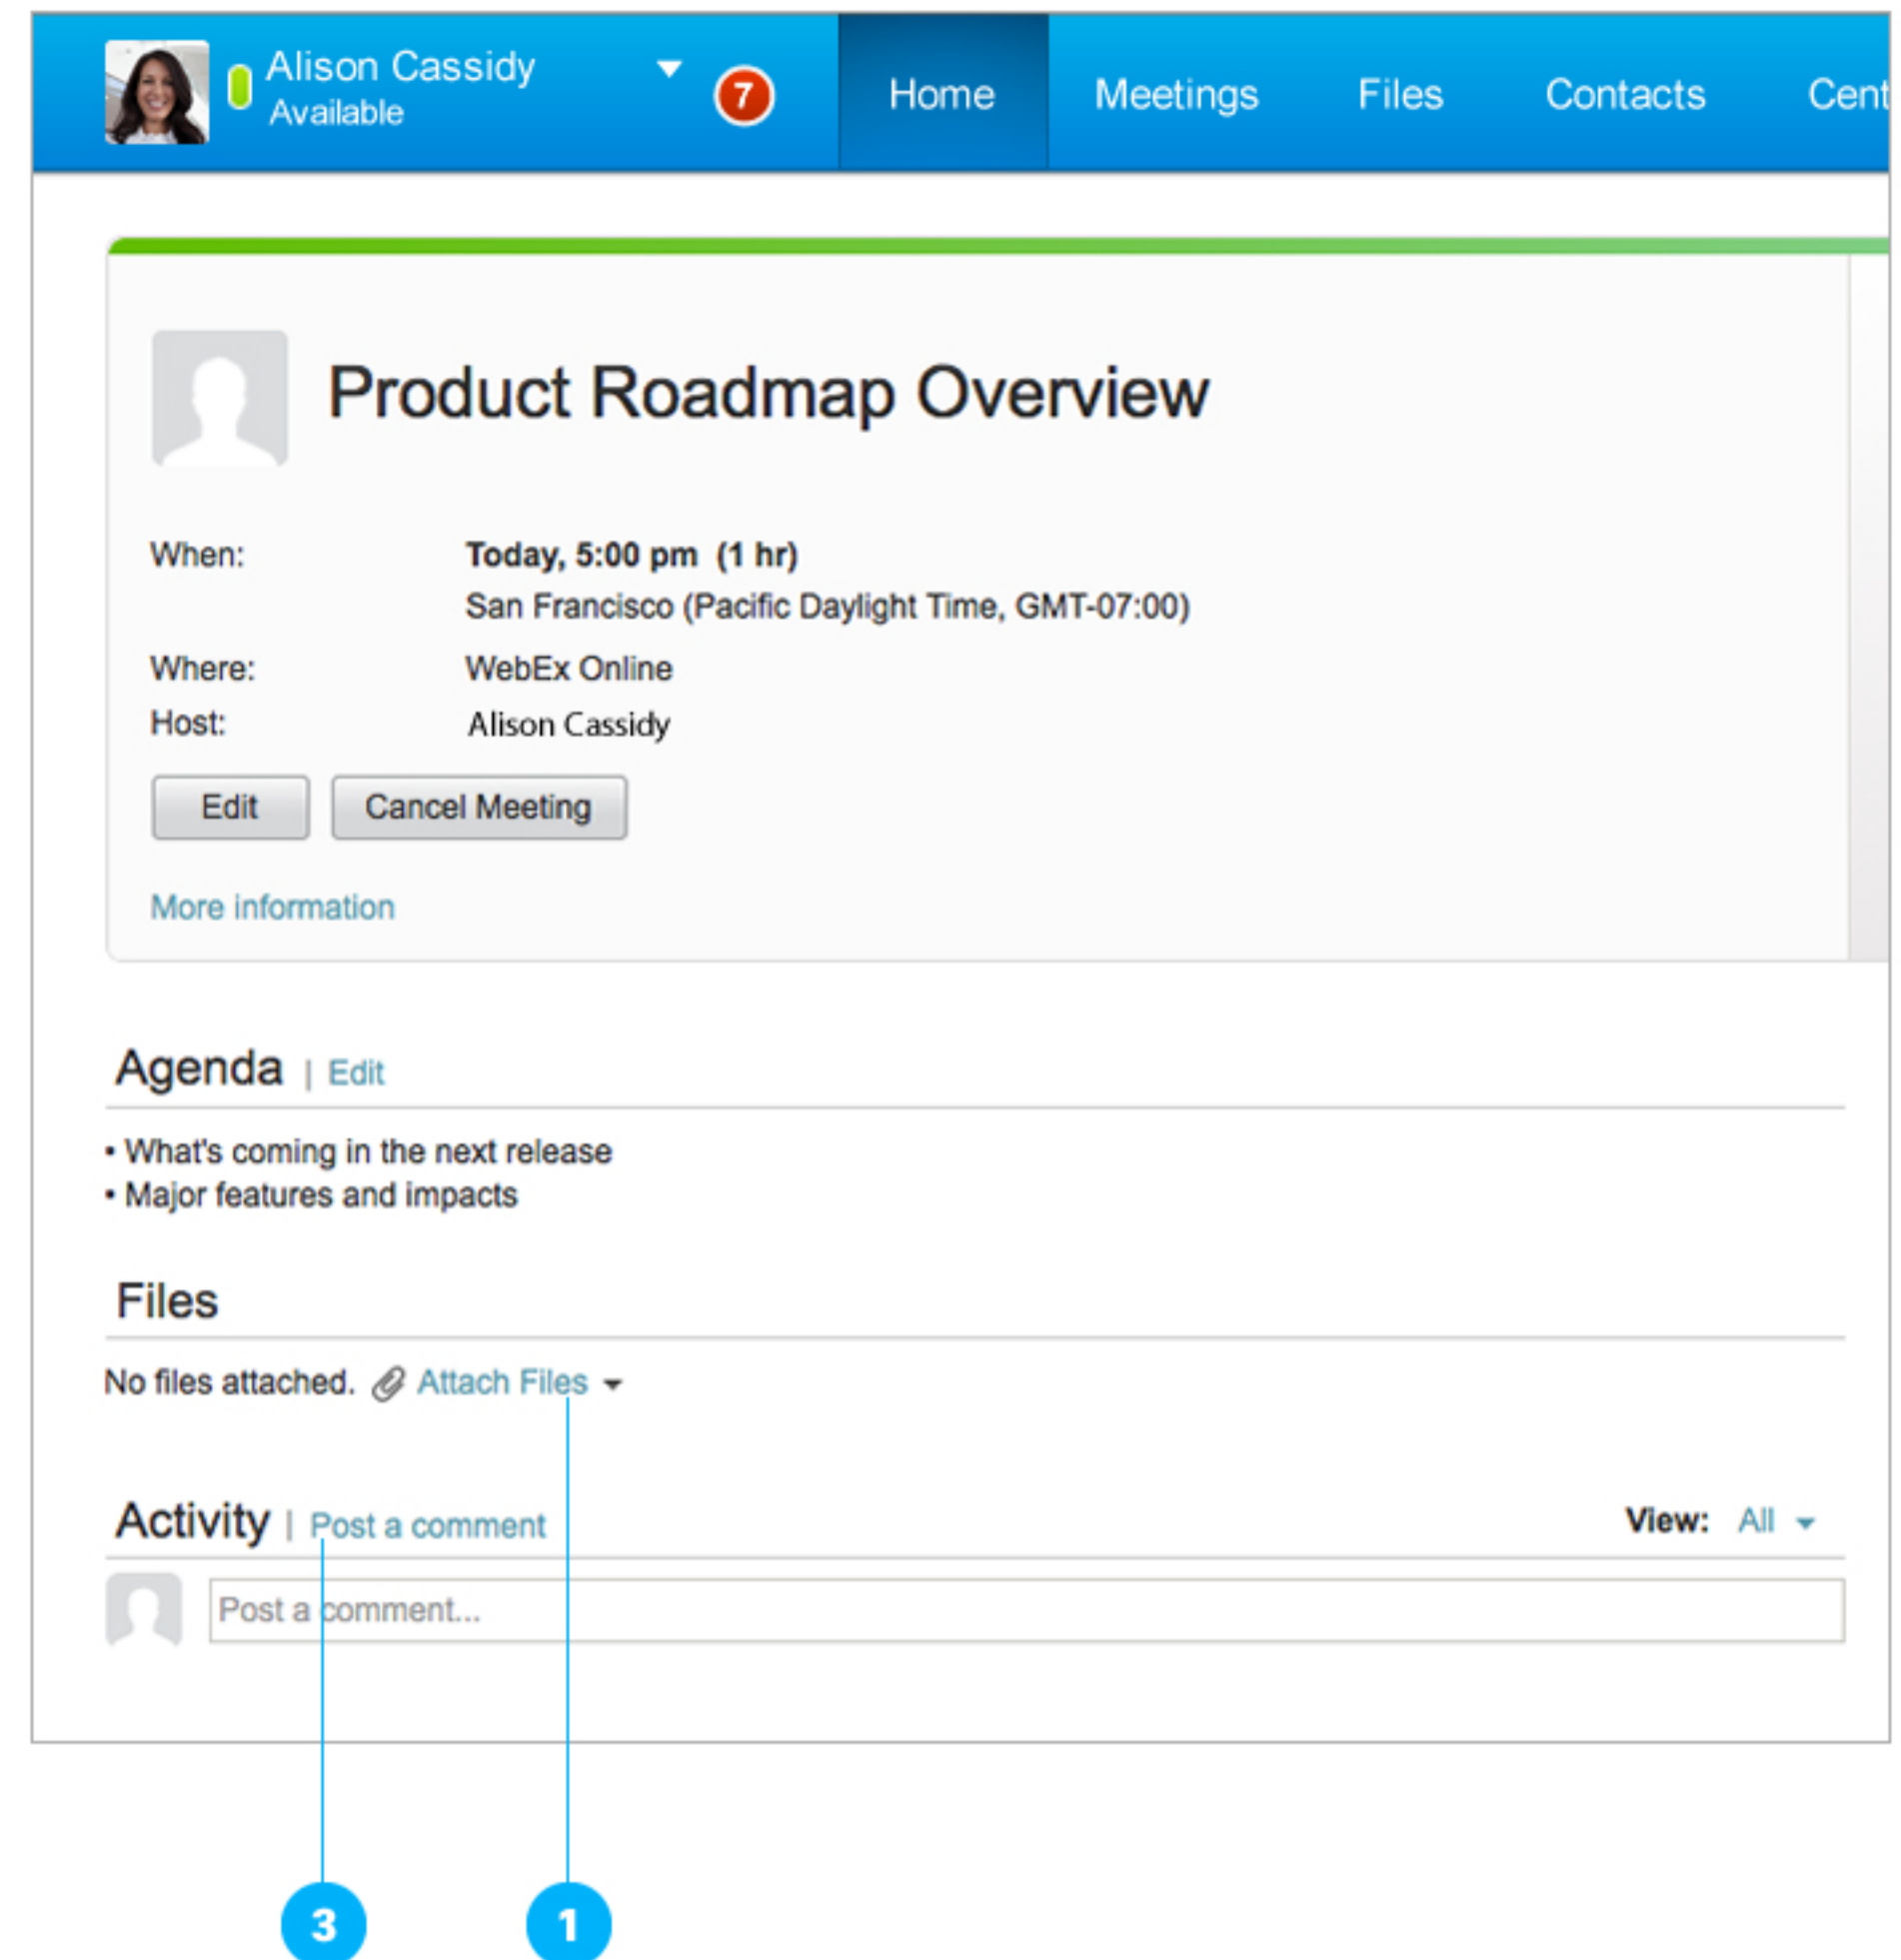 Alison Cassidy
Available
7
Home Meetings Files Contacts Cent
Product Roadmap Overview
When: Today, 5:00 pm (1 hr)
San Francisco (Pacific Daylight Time, GMT-07:00)
Where: WebEx Online
Host: Alison Cassidy
Edit Cancel Meeting
More information
Agenda | Edit
• What's coming in the next release
• Major features and impacts
Files
No files attached. Attach Files
Activity | Post a comment View: All
Post a comment...
3 1